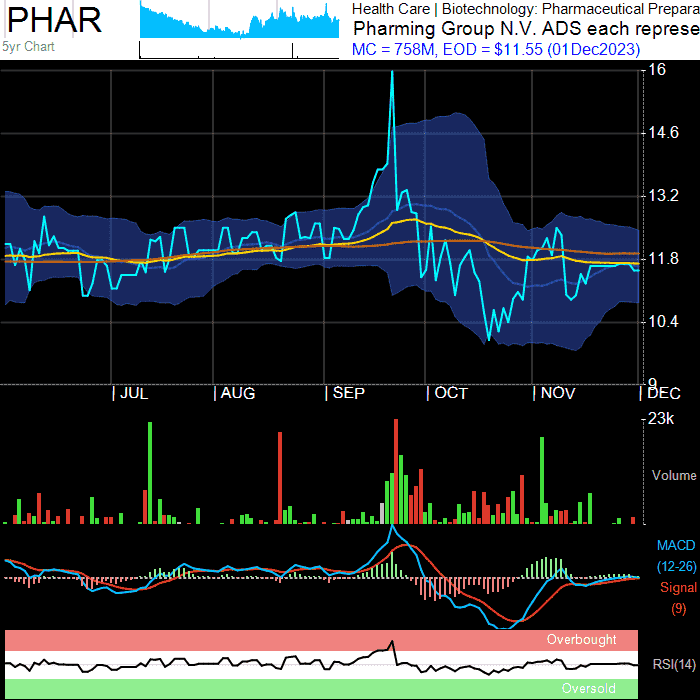 PHAR
5yr Chart
Health Care | Biotechnology: Pharmaceutical Prepara
Pharming Group N.V. ADS each represe
MC = 758M, EOD = $11.55 (01Dec2023)
16
14.6
13.2
11.8
10.4
9
JUL AUG SEP OCT NOV DEC
23k
Volume
MACD
(12-26)
Signal
(9)
Overbought
RSI(14)
Oversold